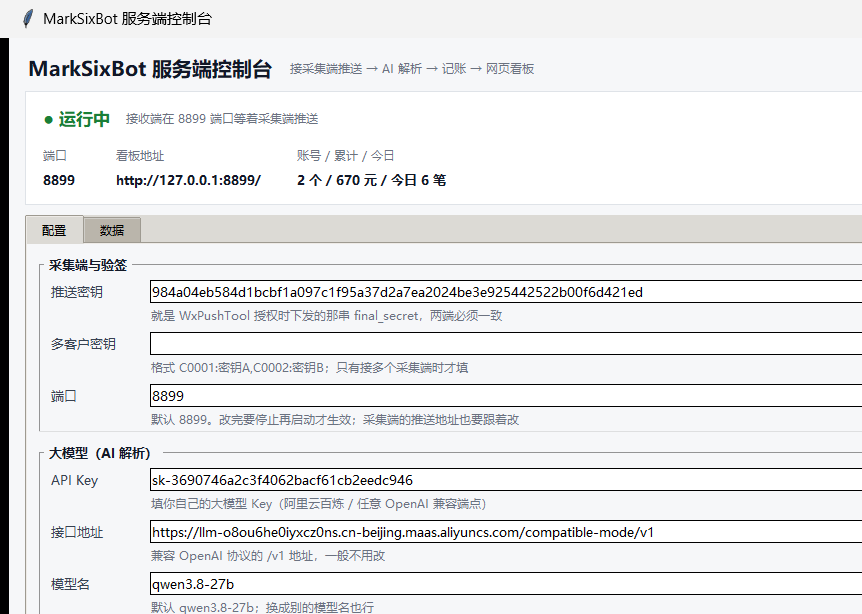 MarkSixBot 服务端控制台
MarkSixBot 服务端控制台 接采集端推送 → AI 解析 → 记账 → 网页看板
● 运行中 接收端在 8899 端口等着采集端推送
端口 看板地址 账号 / 累计 / 今日
8899 http://127.0.0.1:8899/ 2 个 / 670 元 / 今日 6 笔
配置 数据
采集端与验签
推送密钥 984a04eb584d1bcbf1a097c1f95a37d2a7ea2024be3e925442522b00f6d421ed
就是 WxPushTool 授权时下发的那串 final_secret，两端必须一致
多客户密钥
格式 C0001:密钥A,C0002:密钥B；只有接多个采集端时才填
端口 8899
默认 8899。改完要停止再启动才生效；采集端的推送地址也要跟着改
大模型（AI 解析）
API Key sk-3690746a2c3f4062bacf61cb2eedc946
填你自己的大模型 Key（阿里云百炼 / 任意 OpenAI 兼容端点）
接口地址 https://llm-o8ou6he0iyxcz0ns.cn-beijing.maas.aliyuncs.com/compatible-mode/v1
兼容 OpenAI 协议的 /v1 地址，一般不用改
模型名 qwen3.8-27b
默认 qwen3.8-27b；换成别的模型名也行